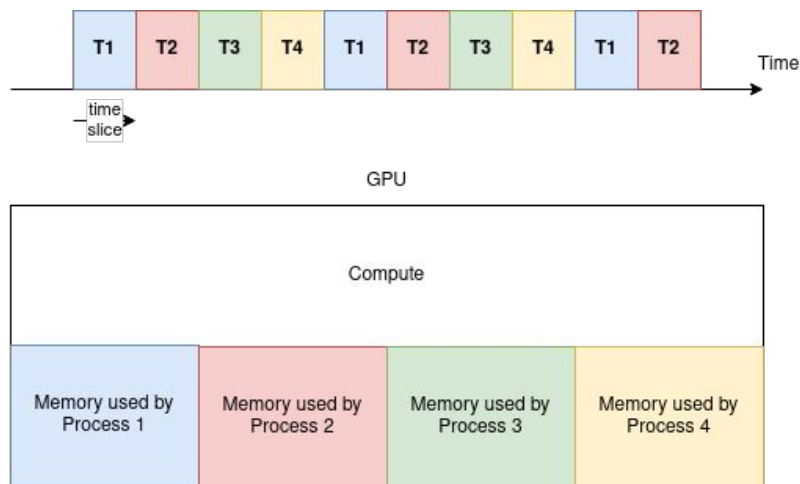 T1 T2 T3 T4 T1 T2 T3 T4 T1 T2
Time
time
slice
GPU
Compute
Memory used by
Process 1
Memory used by
Process 2
Memory used by
Process 3
Memory used by
Process 4